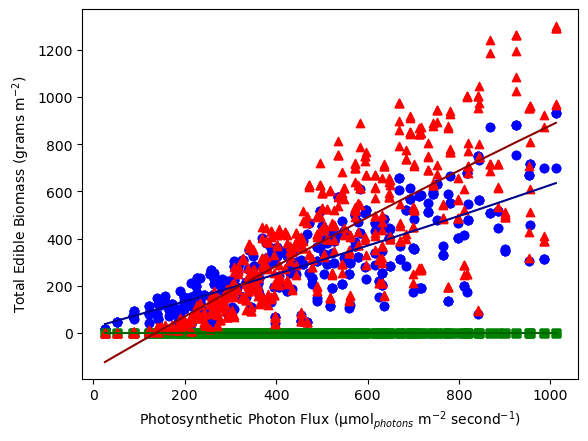 1200
1000
800
600
400
200
0
Total Edible Biomass (grams m⁻²)
0 200 400 600 800 1000
Photosynthetic Photon Flux (μmol_photons m⁻² second⁻¹)